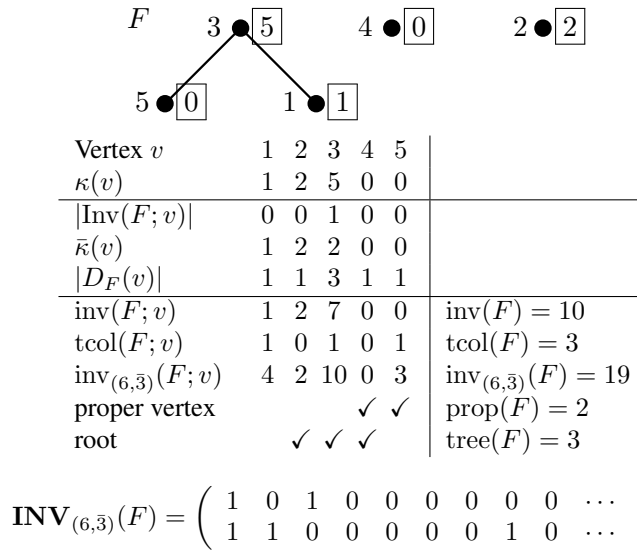 F 3 5 4 0 2 2
5 0 1 1
Vertex v 1 2 3 4 5
κ(v) 1 2 5 0 0
|Inv(F; v)| 0 0 1 0 0
κ̄(v) 1 2 2 0 0
|D_F(v)| 1 1 3 1 1
inv(F; v) 1 2 7 0 0 inv(F) = 10
tcol(F; v) 1 0 1 0 1 tcol(F) = 3
inv_(6,3̄)(F; v) 4 2 10 0 3 inv_(6,3̄)(F) = 19
proper vertex ✓ ✓ prop(F) = 2
root ✓ ✓ ✓ tree(F) = 3
INV_(6,3̄)(F) = ( 1 0 1 0 0 0 0 0 0 ⋯
1 1 0 0 0 0 0 1 0 ⋯